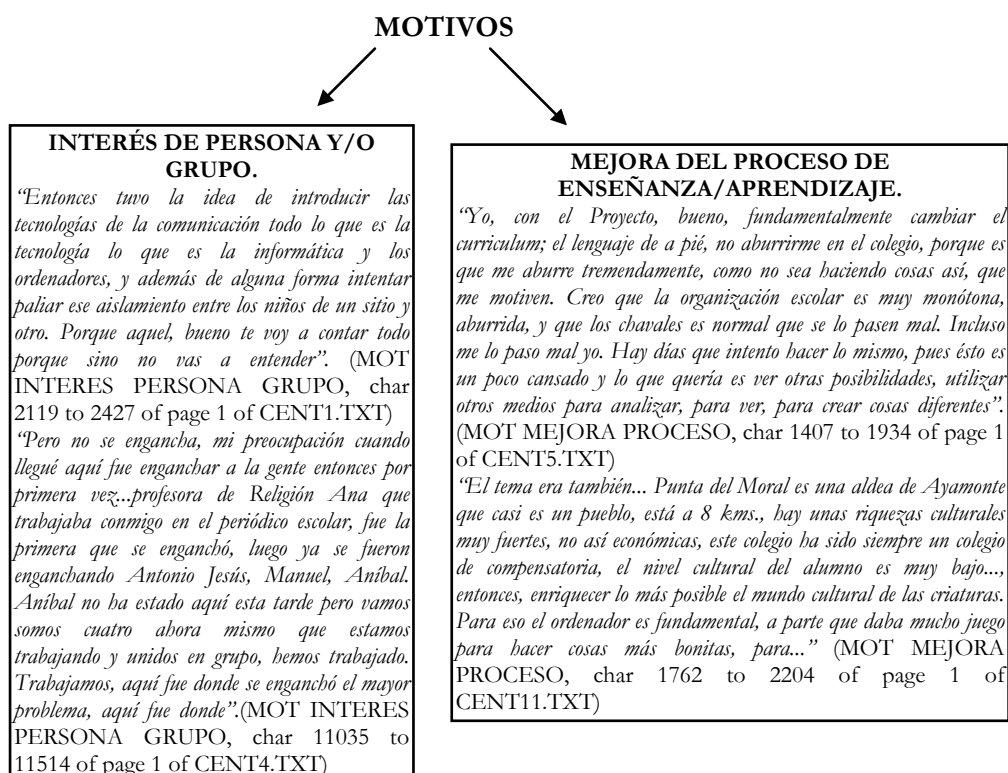 MOTIVOS
INTERÉS DE PERSONA Y/O
GRUPO.
“Entonces tuvo la idea de introducir las
tecnologías de la comunicación todo lo que es la
tecnología lo que es la informática y los
ordenadores, y además de alguna forma intentar
paliar ese aislamiento entre los niños de un sitio y
otro. Porque aquel, bueno te voy a contar todo
porque sino no vas a entender”. (MOT
INTERES PERSONA GRUPO, char
2119 to 2427 of page 1 of CENT1.TXT)
“Pero no se engancha, mi preocupación cuando
llegué aquí fue enganchar a la gente entonces por
primera vez...profesora de Religión Ana que
trabajaba conmigo en el periódico escolar, fue la
primera que se enganchó, luego ya se fueron
enganchando Antonio Jesús, Manuel, Aníbal.
Aníbal no ha estado aquí esta tarde pero vamos
somos cuatro ahora mismo que estamos
trabajando y unidos en grupo, hemos trabajado.
Trabajamos, aquí fue donde se enganchó el mayor
problema, aquí fue donde”.(MOT INTERES
PERSONA GRUPO, char 11035 to
11514 of page 1 of CENT4.TXT)
MEJORA DEL PROCESO DE
ENSEÑANZA/APRENDIZAJE.
“Yo, con el Proyecto, bueno, fundamentalmente cambiar el
curriculum; el lenguaje de a pié, no aburrirme en el colegio, porque es
que me aburre tremendamente, como no sea haciendo cosas así, que
me motiven. Creo que la organización escolar es muy monótona,
aburrida, y que los chavales es normal que se lo pasen mal. Incluso
me lo paso mal yo. Hay días que intento hacer lo mismo, pues ésto es
un poco cansado y lo que quería es ver otras posibilidades, utilizar
otros medios para analizar, para ver, para crear cosas diferentes”.
(MOT MEJORA PROCESO, char 1407 to 1934 of page 1
of CENT5.TXT)
“El tema era también... Punta del Moral es una aldea de Ayamonte
que casi es un pueblo, está a 8 kms., hay unas riquezas culturales
muy fuertes, no así económicas, este colegio ha sido siempre un colegio
de compensatoria, el nivel cultural del alumno es muy bajo...,
entonces, enriquecer lo más posible el mundo cultural de las criaturas.
Para eso el ordenador es fundamental, a parte que daba mucho juego
para hacer cosas más bonitas, para...” (MOT MEJORA
PROCESO, char 1762 to 2204 of page 1 of
CENT11.TXT)